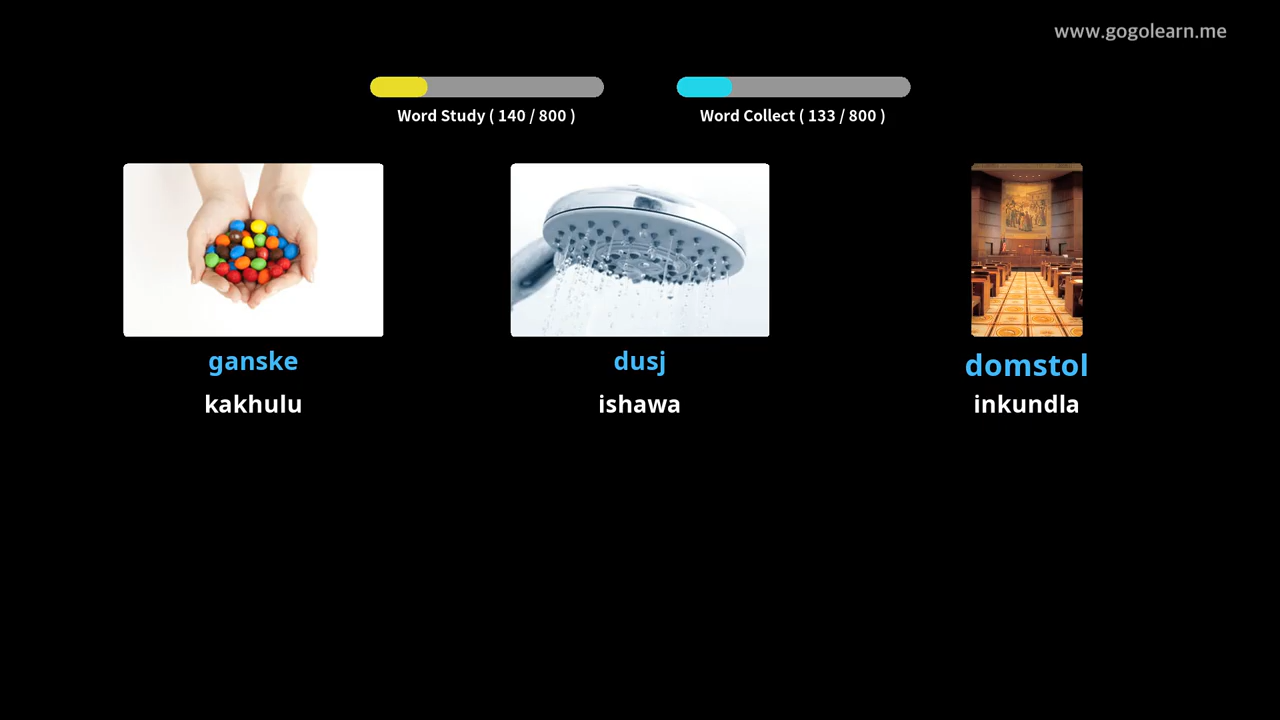 www.gogolearn.me
Word Study ( 140 / 800 )
Word Collect ( 133 / 800 )
ganske
kakhulu
dusj
ishawa
domstol
inkundla